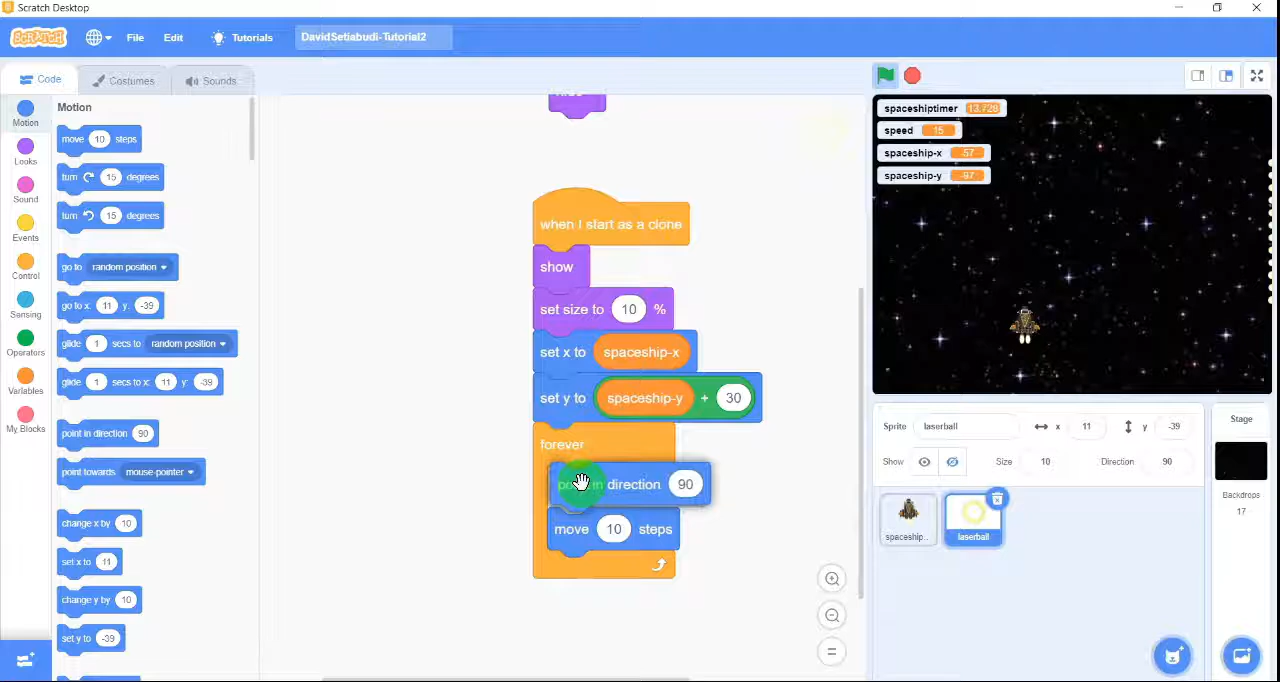 Scratch Desktop
SCRATCH
File
Edit
Tutorials
DavidSetiabudi-Tutorial2
Code
Costumes
Sounds
Motion
Looks
Sound
Events
Control
Sensing
Operators
Variables
My Blocks
Motion
move 10 steps
turn 15 degrees
turn 15 degrees
go to random position
go to x: 11 y: -39
glide 1 secs to random position
glide 1 secs to x: 11 y: -39
point in direction 90
point towards mouse-pointer
change x by 10
set x to 11
change y by 10
set y to -39
when I start as a clone
show
set size to 10 %
set x to spaceship-x
set y to spaceship-y + 30
forever
point in direction 90
move 10 steps
spaceshiptimer 13.728
speed 15
spaceship-x -57
spaceship-y -97
Sprite laserball x 11 y -39
Show Size 10 Direction 90
spaceship...
laserball
Stage
Backdrops
17